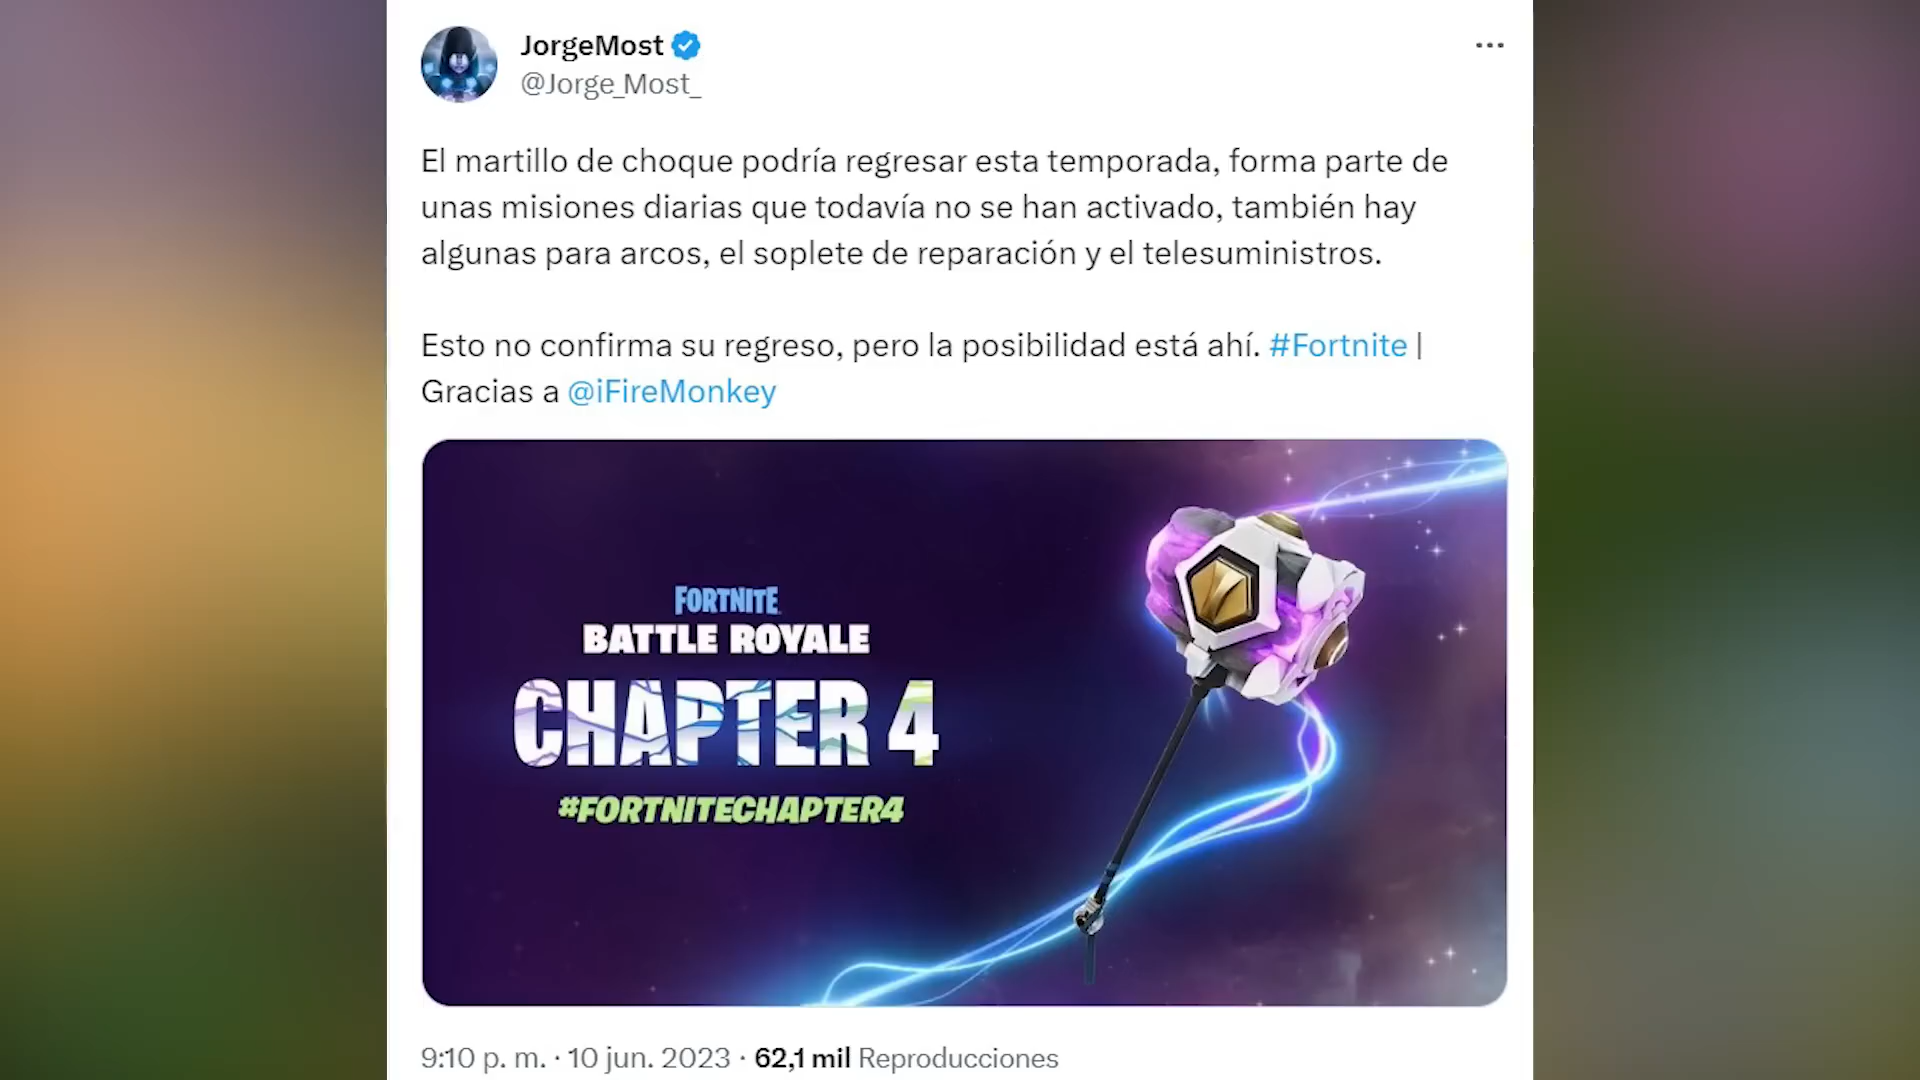 JorgeMost
@Jorge_Most_
El martillo de choque podría regresar esta temporada, forma parte de
unas misiones diarias que todavía no se han activado, también hay
algunas para arcos, el soplete de reparación y el telesuministros.
Esto no confirma su regreso, pero la posibilidad está ahí. #Fortnite |
Gracias a @iFireMonkey
FORTNITE
BATTLE ROYALE
CHAPTER 4
#FORTNITECHAPTER4
9:10 p. m. · 10 jun. 2023 · 62,1 mil Reproducciones